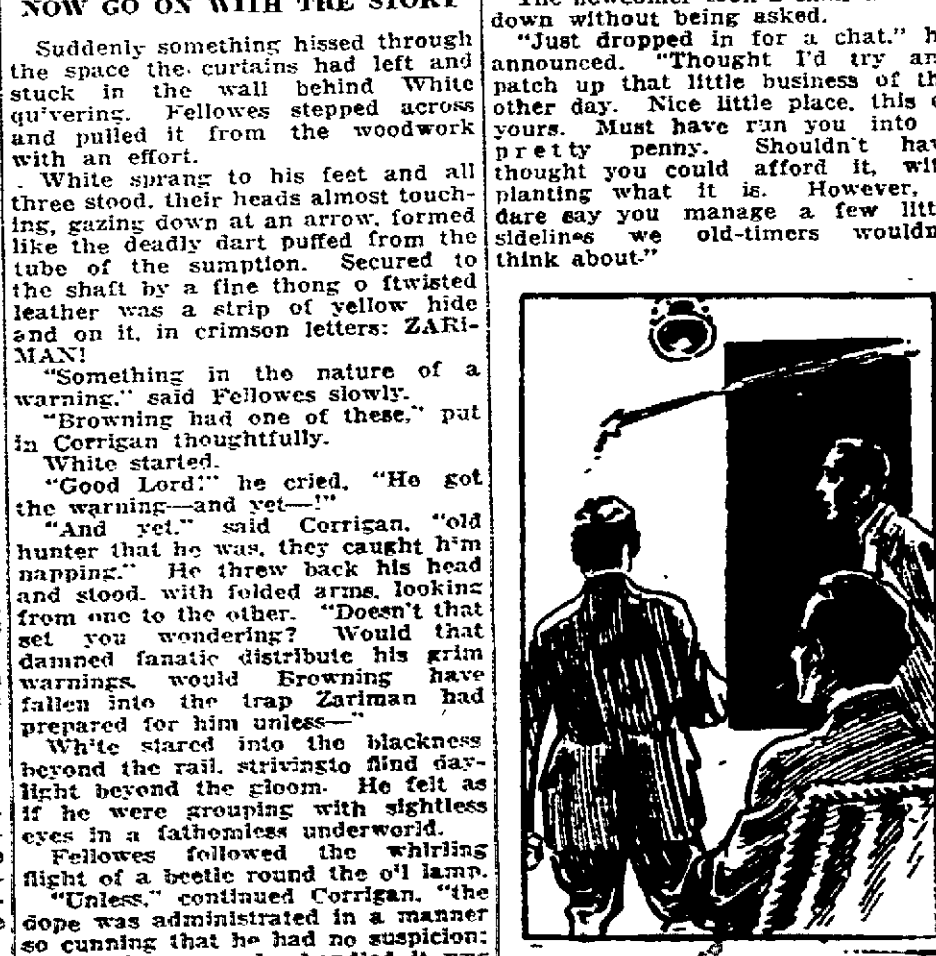 NOW GO ON WITH THE STORY
Suddenly something hissed through
the space the curtains had left and
stuck in the wall behind White
quivering. Fellowes stepped across
and pulled it from the woodwork
with an effort.
White sprang to his feet and all
three stood, their heads almost touch-
ing, gazing down at an arrow, formed
like the deadly dart puffed from the
tube of the sumption. Secured to
the shaft by a fine thong o ftwisted
leather was a strip of yellow hide
and on it, in crimson letters: ZARI-
MAN!
"Something in the nature of a
warning," said Fellowes slowly.
"Browning had one of these," put
in Corrigan thoughtfully.
White started.
"Good Lord!" he cried, "He got
the warning—and yet—!"
"And yet," said Corrigan, "old
hunter that he was, they caught him
napping." He threw back his head
and stood, with folded arms, looking
from one to the other. "Doesn't that
set you wondering? Would that
damned fanatic distribute his grim
warnings, would Browning have
fallen into the trap Zariman had
prepared for him unless—"
White stared into the blackness
beyond the rail, strivingto flind day-
light beyond the gloom. He felt as
if he were grouping with sightless
eyes in a fathomless underworld.
Fellowes followed the whirling
flight of a beetle round the o'l lamp.
"Unless," continued Corrigan, "the
dope was administrated in a manner
so cunning that he had no suspicion:
down without being asked.
"Just dropped in for a chat."
announced. "Thought I'd try
patch up that little business of
other day. Nice little place, this
yours. Must have run you into
pretty penny. Shouldn't
thought you could afford it,
planting what it is. However,
dare say you manage a few
sidelines we old-timers
think about-"